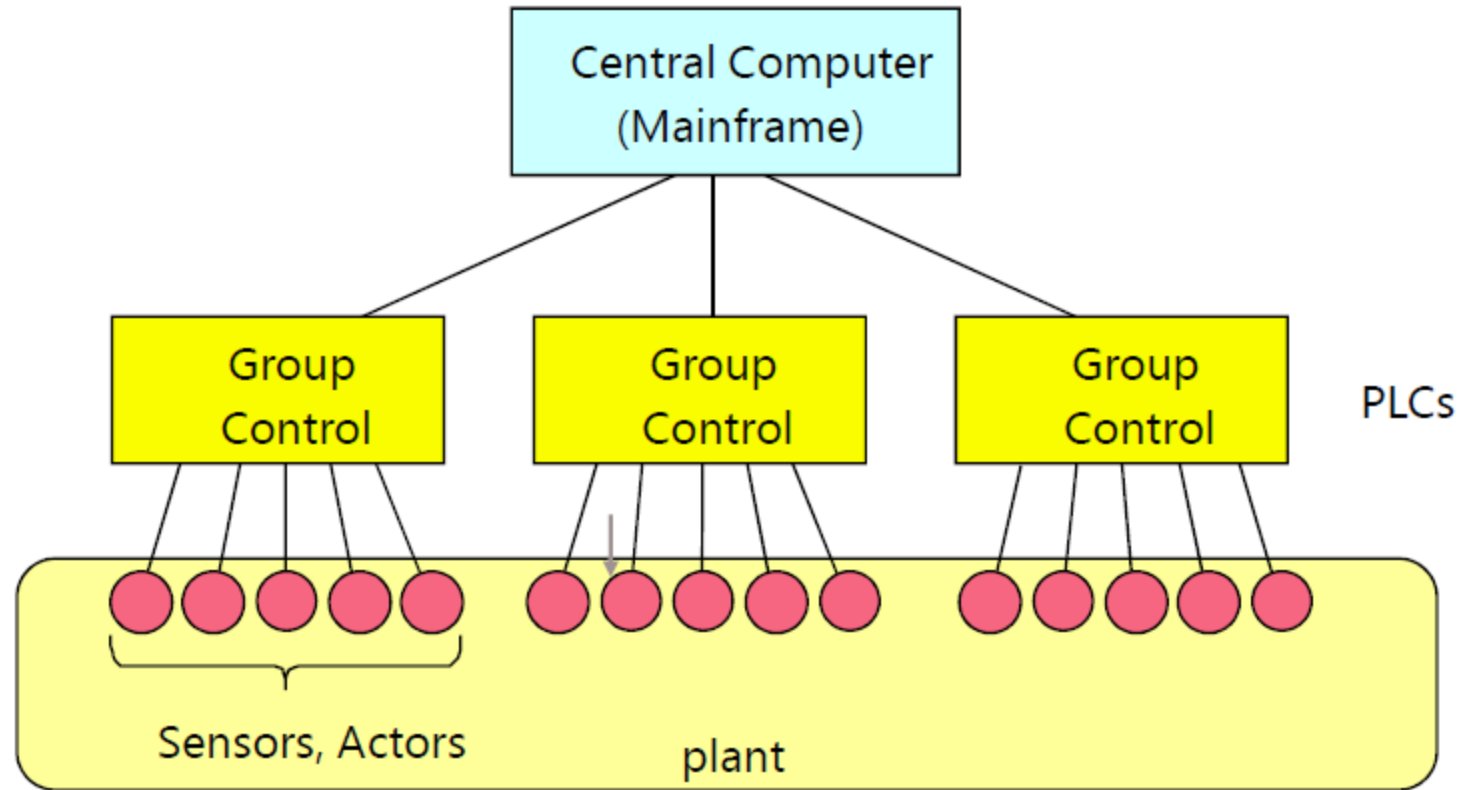 Central Computer
(Mainframe)
Group
Control
Group
Control
Group
Control
PLCs
Sensors, Actors
plant